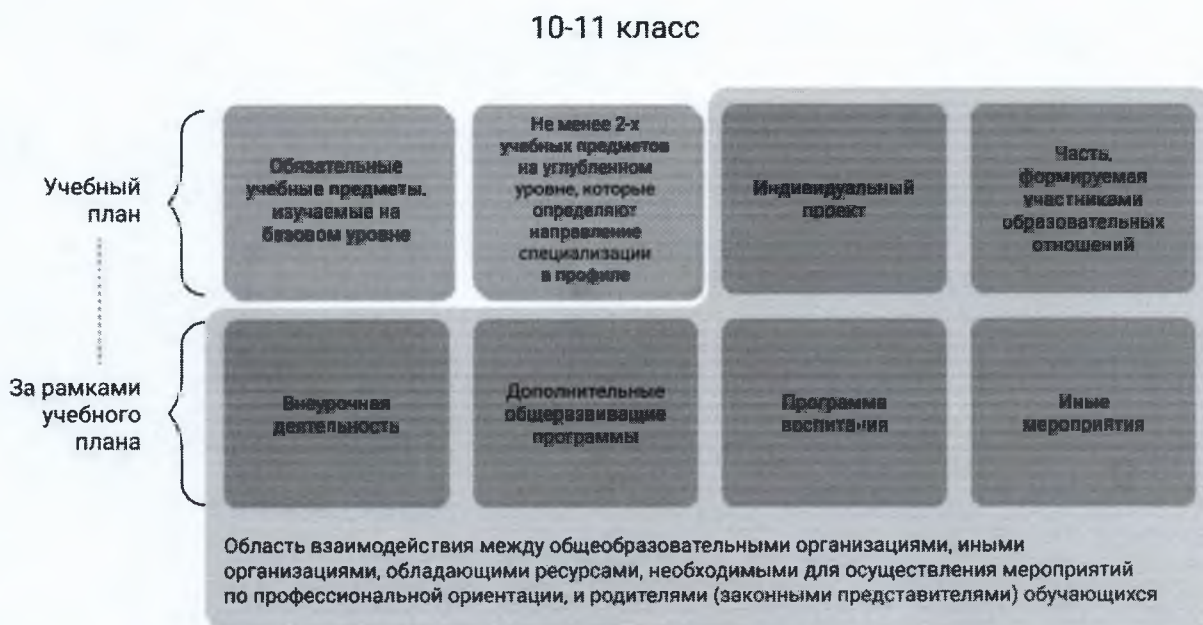 10-11 класс
Учебный
план
Обязательные
учебные предметы,
изучаемые на
базовом уровне
Не менее 2-х
учебных предметов
на углубленном
уровне, которые
определяют
направление
специализации
в профиле
Индивидуальный
проект
Часть,
формируемая
участниками
образовательных
отношений
За рамками
учебного
плана
Внеурочная
деятельность
Дополнительные
общеразвивающие
программы
Программа
воспитания
Иные
мероприятия
Область взаимодействия между общеобразовательными организациями, иными
организациями, обладающими ресурсами, необходимыми для осуществления мероприятий
по профессиональной ориентации, и родителями (законными представителями) обучающихся